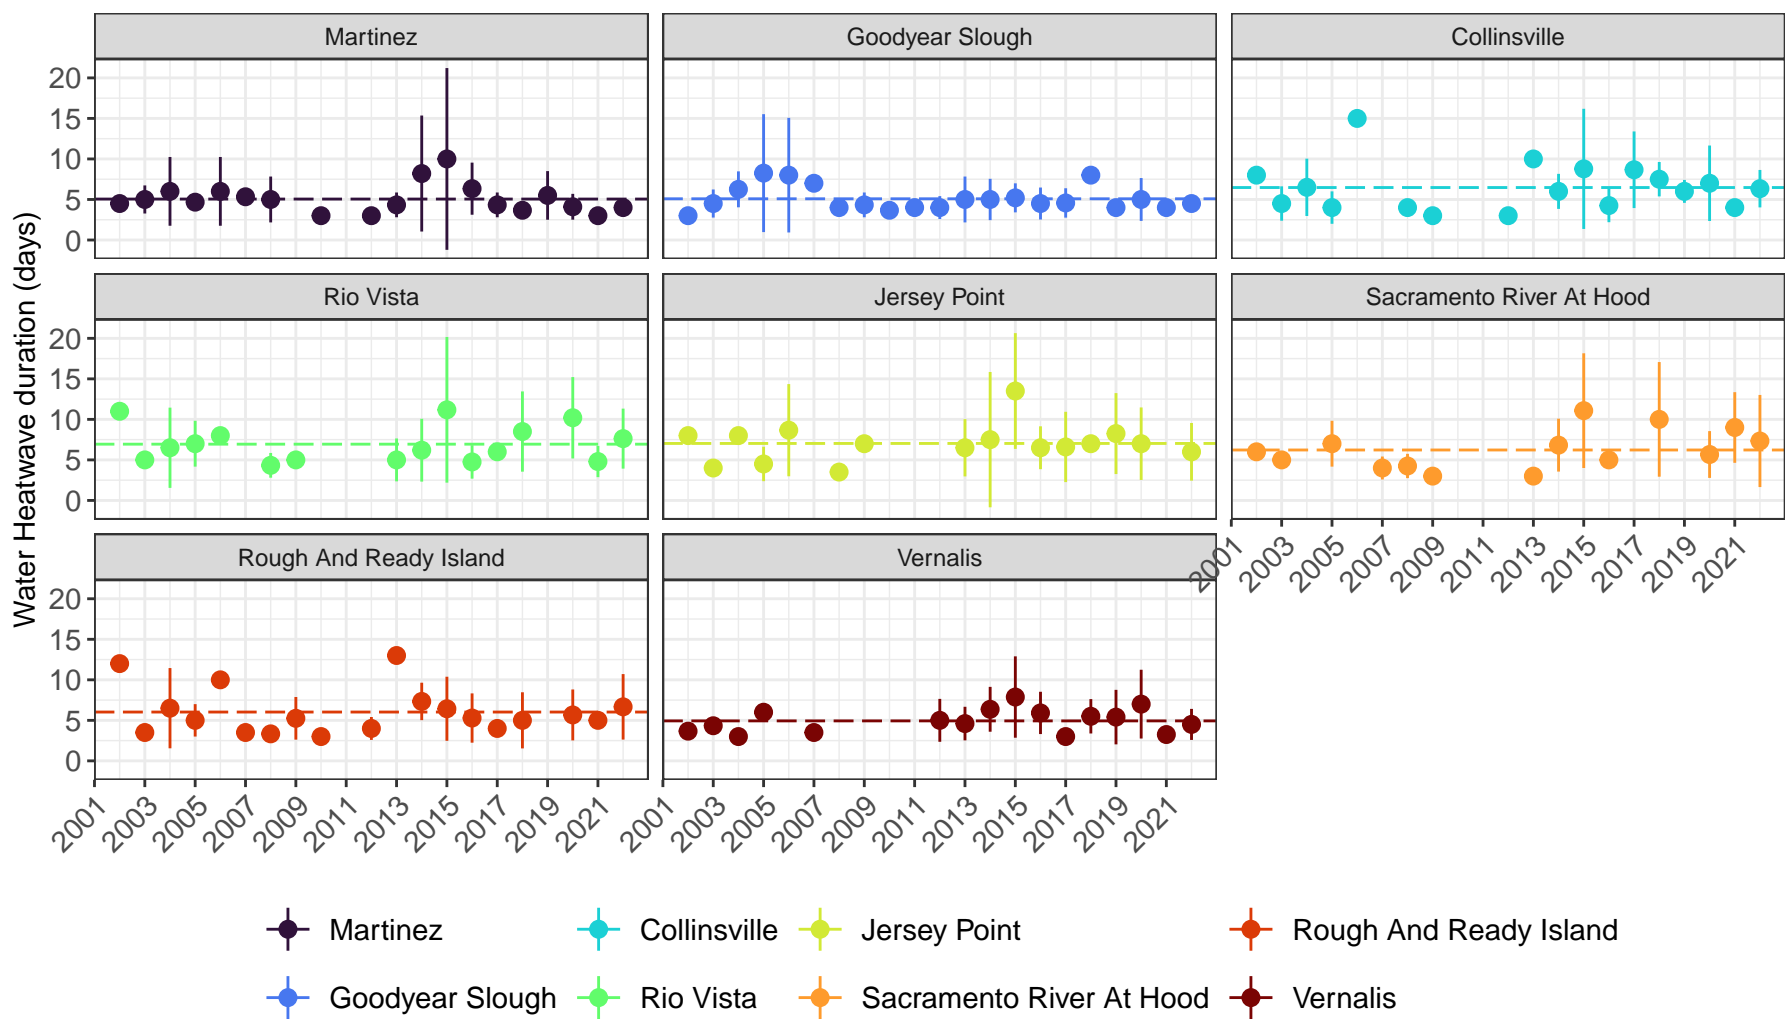 Martinez
Goodyear Slough
Collinsville
20
15
10
5
0
Rio Vista
Jersey Point
Sacramento River At Hood
20
15
10
5
0
2001 2003 2005 2007 2009 2011 2013 2015 2017 2019 2021
Rough And Ready Island
Vernalis
20
15
10
5
0
2001 2003 2005 2007 2009 2011 2013 2015 2017 2019 2021
2001 2003 2005 2007 2009 2011 2013 2015 2017 2019 2021
Water Heatwave duration (days)
Martinez Collinsville Jersey Point Rough And Ready Island
Goodyear Slough Rio Vista Sacramento River At Hood Vernalis